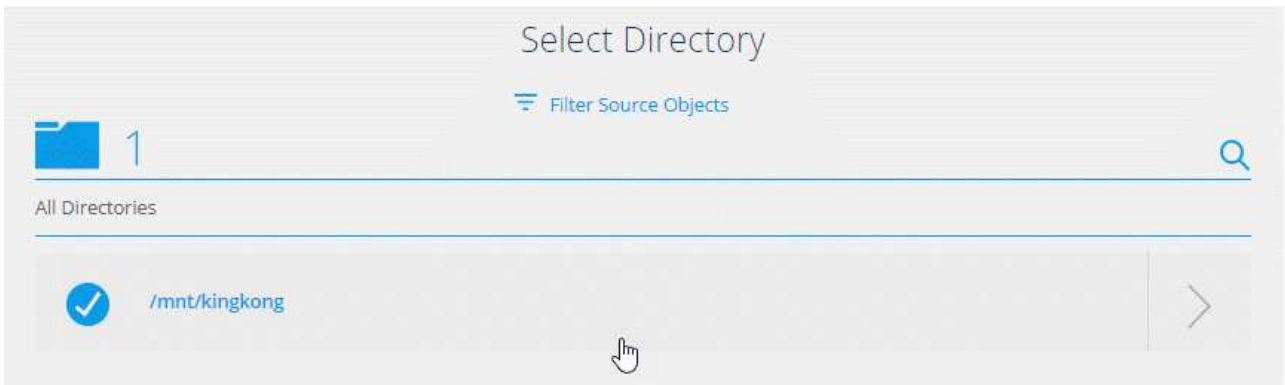 Select Directory
Filter Source Objects
1
All Directories
/mnt/kingkong